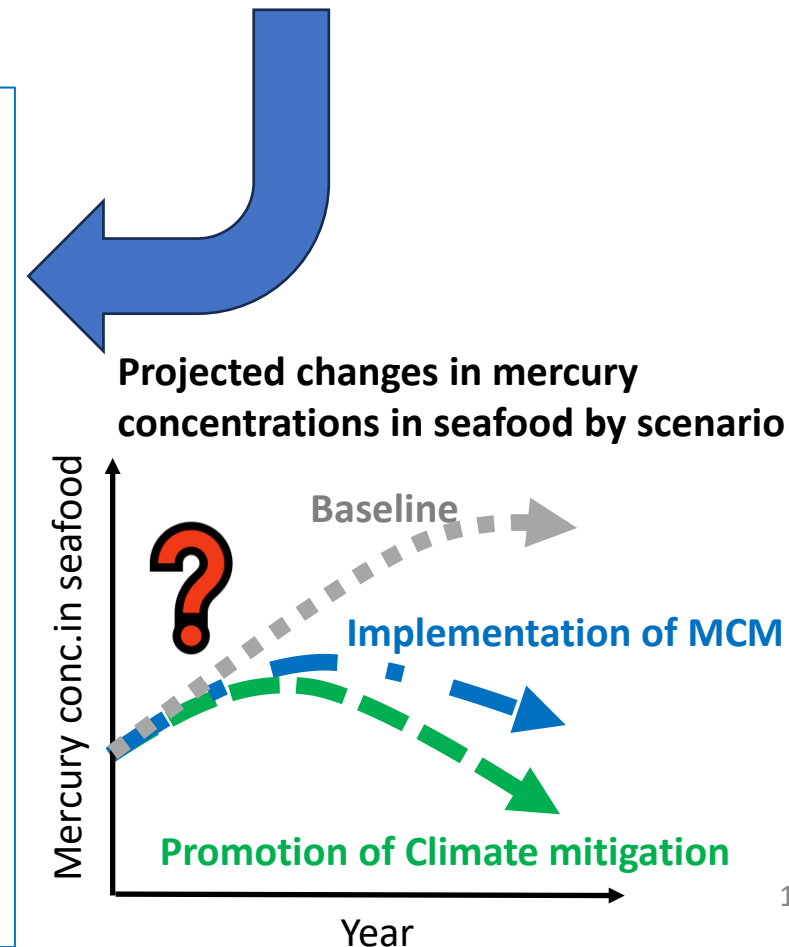 Projected changes in mercury
concentrations in seafood by scenario
Mercury conc.in seafood
Baseline
?
Implementation of MCM
Promotion of Climate mitigation
Year
1